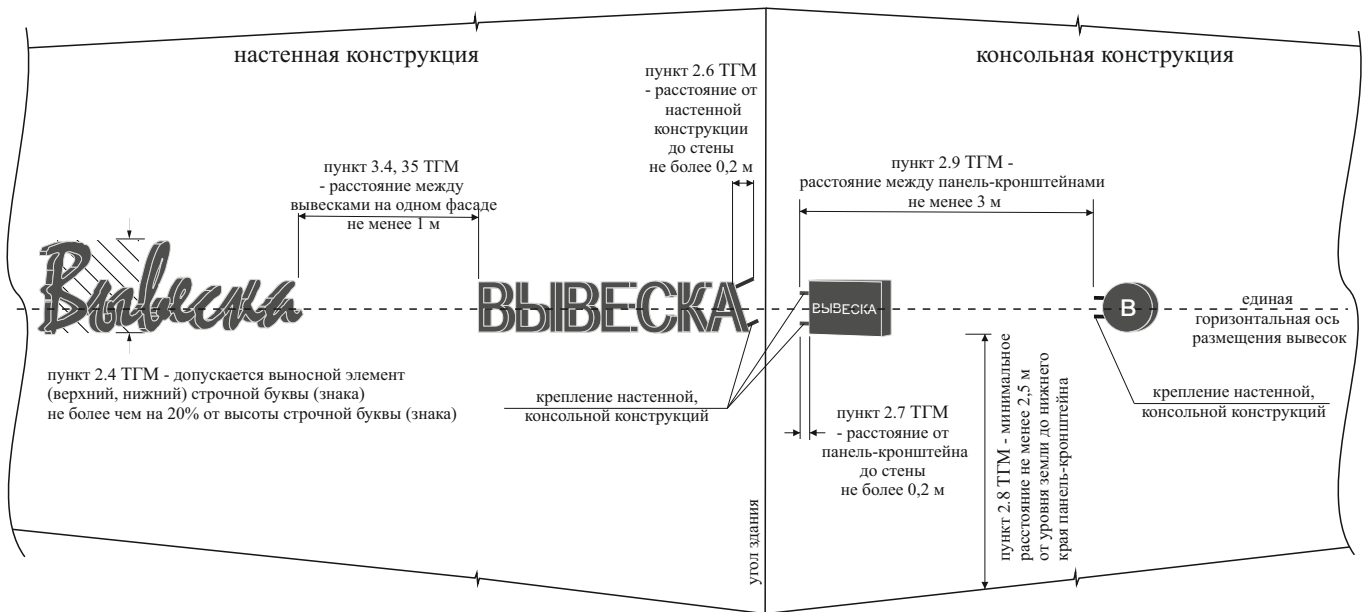 настенная конструкция
консольная конструкция
пункт 2.6 ТГМ
- расстояние от
настенной
конструкции
до стены
не более 0,2 м
пункт 3.4, 35 ТГМ
- расстояние между
вывесками на одном фасаде
не менее 1 м
пункт 2.9 ТГМ -
расстояние между панель-кронштейнами
не менее 3 м
Вывеска
ВЫВЕСКА
ВЫВЕСКА
В
единая
горизонтальная ось
размещения вывесок
пункт 2.4 ТГМ - допускается выносной элемент
(верхний, нижний) строчной буквы (знака)
не более чем на 20% от высоты строчной буквы (знака)
крепление настенной,
консольной конструкций
пункт 2.7 ТГМ
- расстояние от
панель-кронштейна
до стены
не более 0,2 м
пункт 2.8 ТГМ - минимальное
расстояние не менее 2,5 м
от уровня земли до нижнего
края панель-кронштейна
крепление настенной,
консольной конструкций
угол здания